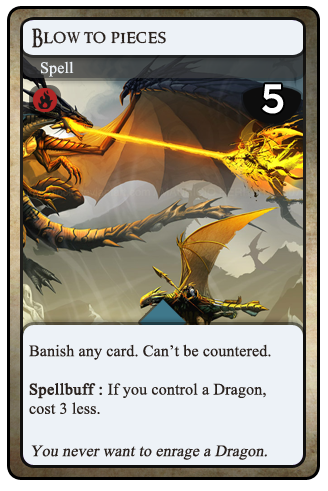 Blow to pieces
Spell
5
Banish any card. Can't be countered.
Spellbuff : If you control a Dragon,
cost 3 less.
You never want to enrage a Dragon.